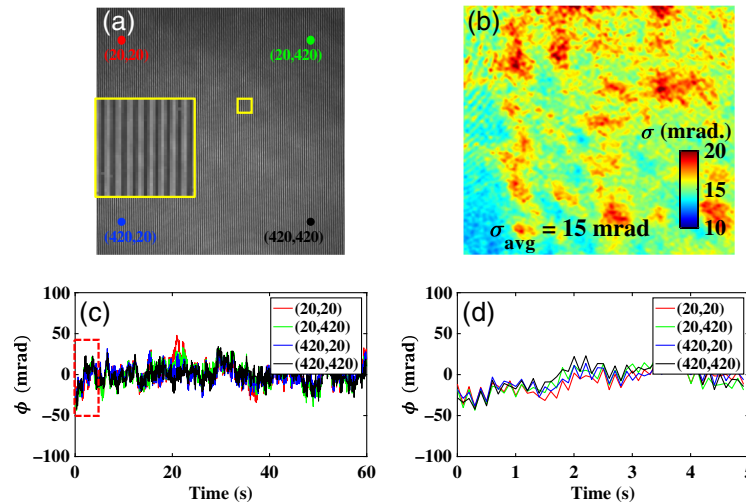 (a)
(20,20)
(20,420)
(420,20)
(420,420)
(b)
σ (mrad.)
20
15
10
σavg = 15 mrad
(c)
(20,20)
(20,420)
(420,20)
(420,420)
100
50
0
−50
−100
ϕ (mrad)
0 20 40 60
Time (s)
(d)
(20,20)
(20,420)
(420,20)
(420,420)
100
50
0
−50
−100
ϕ (mrad)
0 1 2 3 4 5
Time (s)